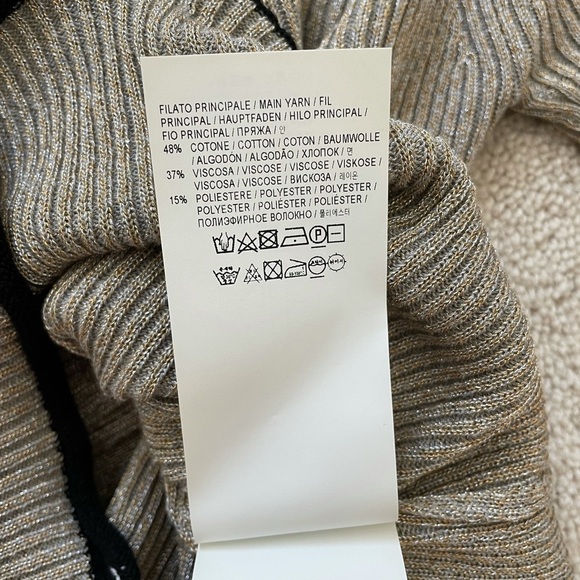 FILATO PRINCIPALE / MAIN YARN / FIL
PRINCIPAL / HAUPTFADEN / HILO PRINCIPAL /
FIO PRINCIPAL / ПРЯЖА / 안
48% COTONE / COTTON / COTON / BAUMWOLLE
/ ALGODÓN / ALGODÃO / ХЛОПОК / 면
37% VISCOSA / VISCOSE / VISCOSE / VISKOSE /
VISCOSA / VISCOSE / ВИСКОЗА / 레이온
15% POLIESTERE / POLYESTER / POLYESTER /
POLYESTER / POLIÉSTER / POLIÉSTER /
ПОЛИЭФИРНОЕ ВОЛОКНО / 폴리에스터
P